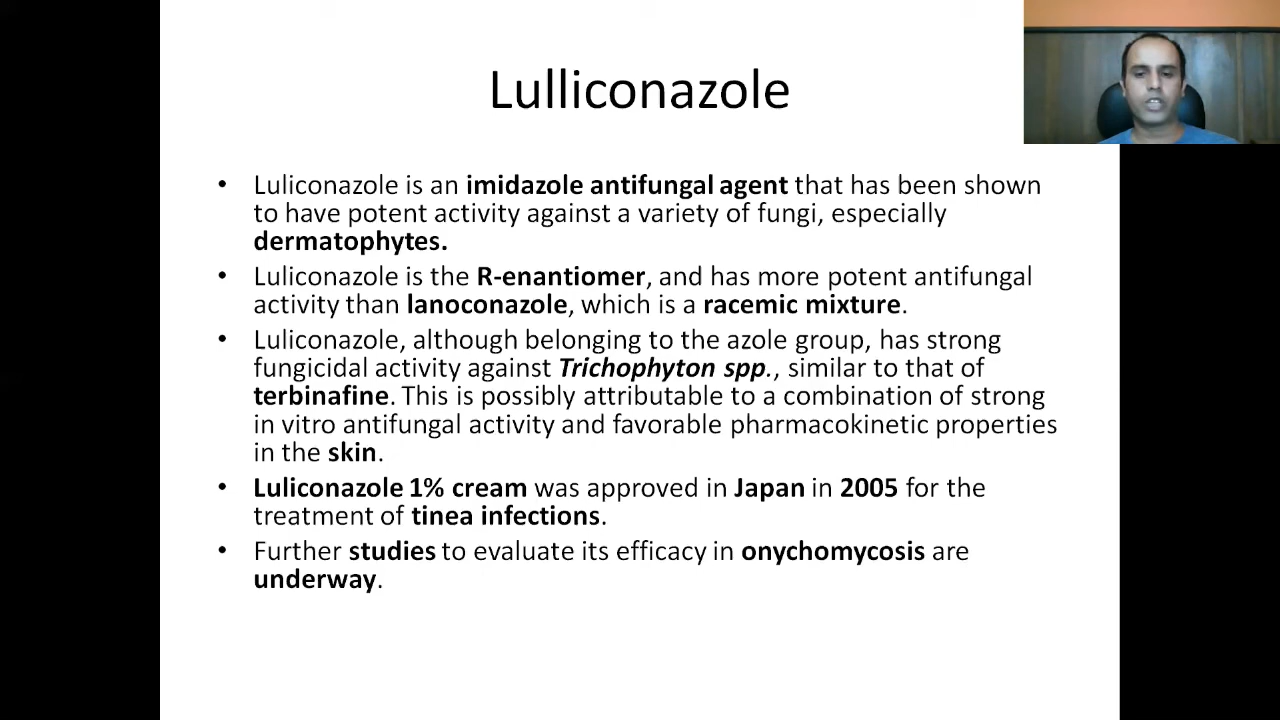 Lulliconazole
• Luliconazole is an imidazole antifungal agent that has been shown
to have potent activity against a variety of fungi, especially
dermatophytes.
• Luliconazole is the R-enantiomer, and has more potent antifungal
activity than lanoconazole, which is a racemic mixture.
• Luliconazole, although belonging to the azole group, has strong
fungicidal activity against Trichophyton spp., similar to that of
terbinafine. This is possibly attributable to a combination of strong
in vitro antifungal activity and favorable pharmacokinetic properties
in the skin.
• Luliconazole 1% cream was approved in Japan in 2005 for the
treatment of tinea infections.
• Further studies to evaluate its efficacy in onychomycosis are
underway.